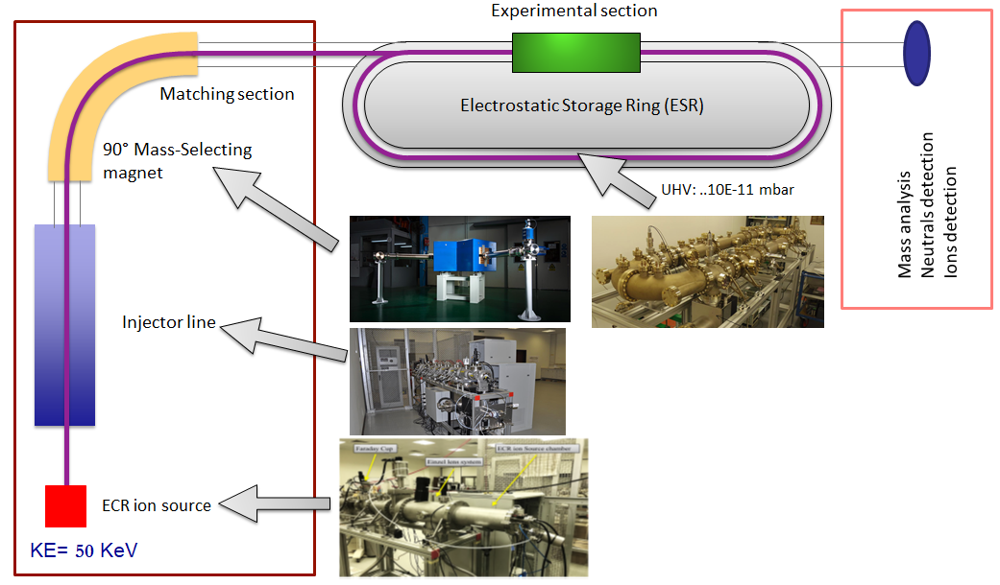 Experimental section
Matching section
Electrostatic Storage Ring (ESR)
90° Mass-Selecting
magnet
UHV: ..10E-11 mbar
Mass analysis
Neutrals detection
Ions detection
Injector line
Faraday Cup
Einzel lens system
ECR ion Source chamber
ECR ion source
KE= 50 KeV